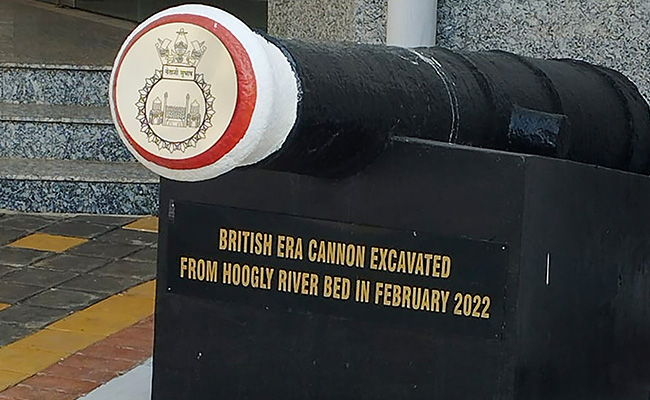 नेताजी सुभाष
BRITISH ERA CANNON EXCAVATED
FROM HOOGLY RIVER BED IN FEBRUARY 2022